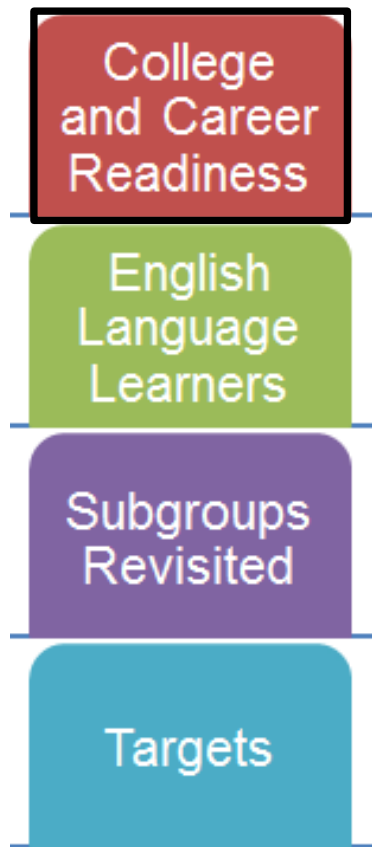 College
and Career
Readiness
English
Language
Learners
Subgroups
Revisited
Targets